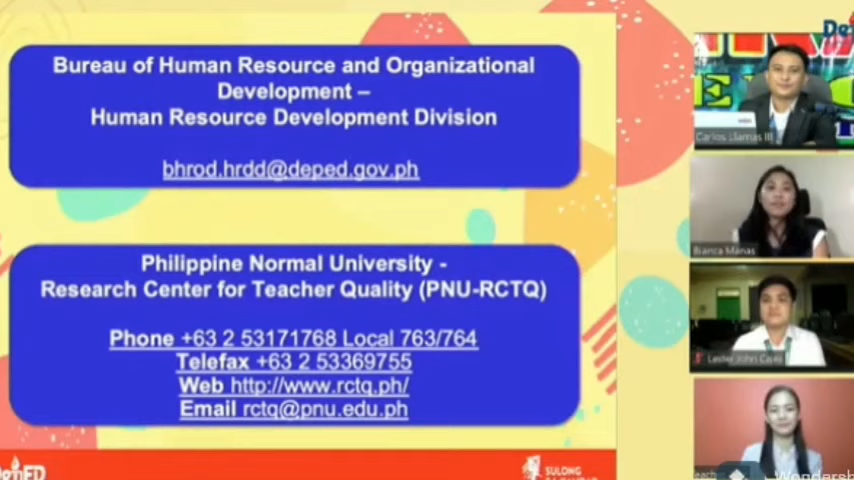 Bureau of Human Resource and Organizational
Development –
Human Resource Development Division
bhrod.hrdd@deped.gov.ph
Philippine Normal University -
Research Center for Teacher Quality (PNU-RCTQ)
Phone +63 2 53171768 Local 763/764
Telefax +63 2 53369755
Web http://www.rctq.ph/
Email rctq@pnu.edu.ph
Carlos Llamas III
Bianca Manas
Lester John
DepED
SULONG